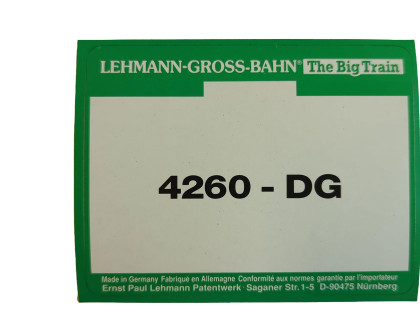 LEHMANN-GROSS-BAHN® The Big Train
4260 - DG
Made in Germany Fabriqué en Allemagne Conformité aux normes garantie par l'importateur
Ernst Paul Lehmann Patentwerk · Saganer Str. 1-5 D-90475 Nürnberg